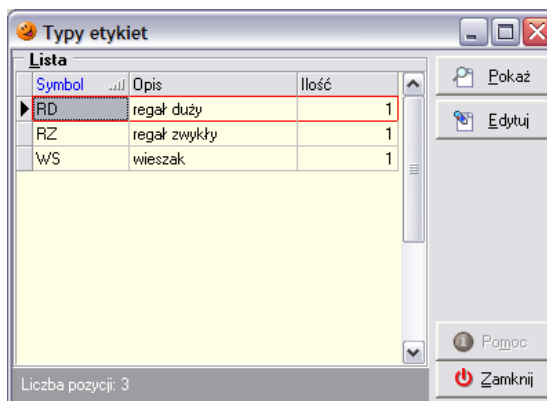 Typy etykiet
Lista
Symbol Opis Ilość
RD regał duży 1
RZ regał zwykły 1
WS wieszak 1
Pokaż
Edytuj
Pomoc
Zamknij
Liczba pozycji: 3